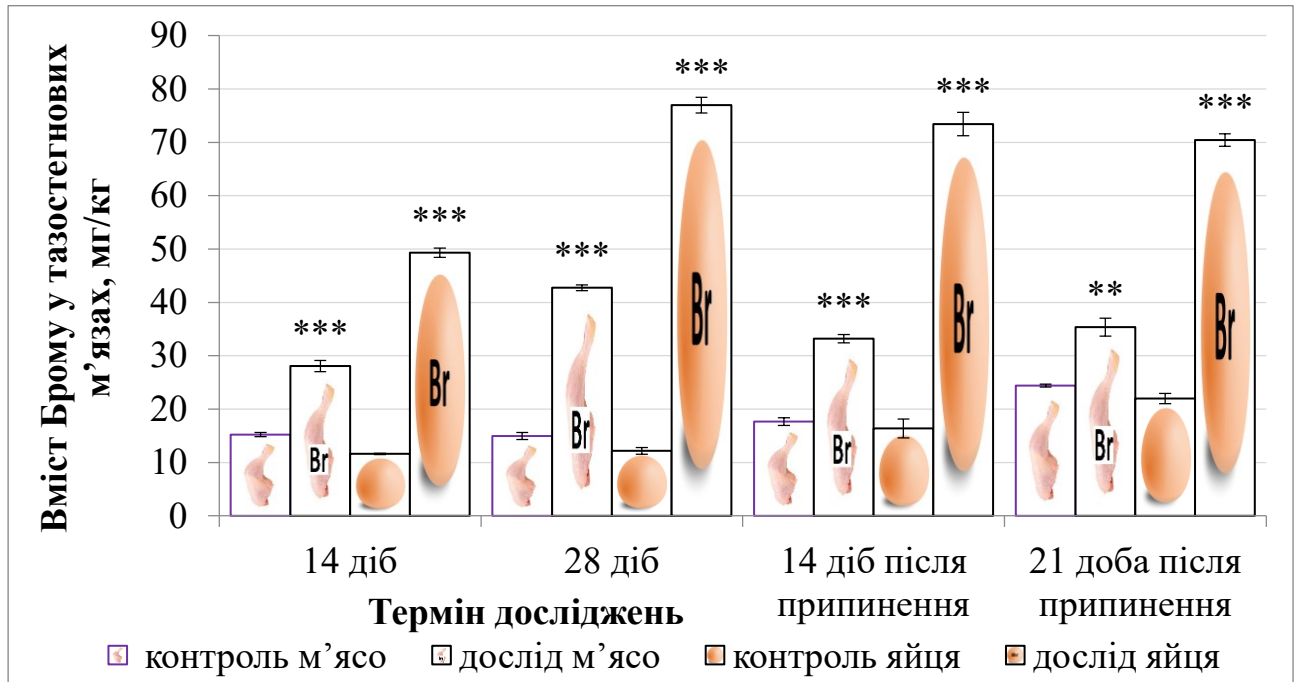 Вміст Брому у тазостегнових
м’язах, мг/кг
90
80
70
60
50
40
30
20
10
0
***
***
***
***
***
***
**
***
Br
Br
Br
Br
Br
Br
Br
Br
14 діб
28 діб
14 діб після
припинення
21 доба після
припинення
Термін досліджень
контроль м’ясо
дослід м’ясо
контроль яйця
дослід яйця